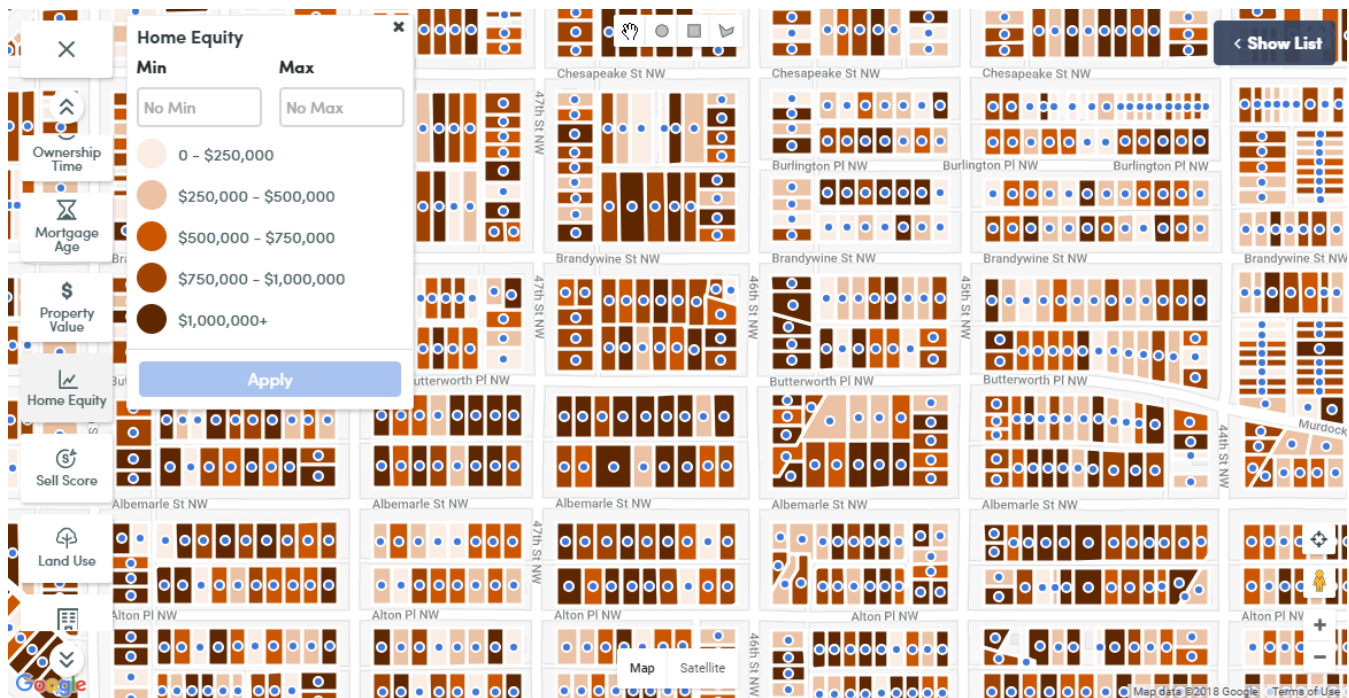 Home Equity
Min
Max
No Min
No Max
0 - $250,000
$250,000 - $500,000
$500,000 - $750,000
$750,000 - $1,000,000
$1,000,000+
Apply
Ownership
Time
Mortgage
Age
$
Property
Value
Home Equity
Sell Score
Land Use
< Show List
Chesapeake St NW
Chesapeake St NW
Chesapeake St NW
47th St NW
Burlington Pl NW
Burlington Pl NW
Burlington Pl NW
Brandywine St NW
Brandywine St NW
Brandywine St NW
Brandywine St NW
47th St NW
46th St NW
45th St NW
Butterworth Pl NW
Butterworth Pl NW
Murdock
44th St NW
Albemarle St NW
Albemarle St NW
Albemarle St NW
Albemarle St NW
Albemarle St NW
47th St NW
Alton Pl NW
Alton Pl NW
Alton Pl NW
Alton Pl NW
Alton Pl NW
46th St NW
Map
Satellite
Google
Map data ©2018 Google
Terms of Use